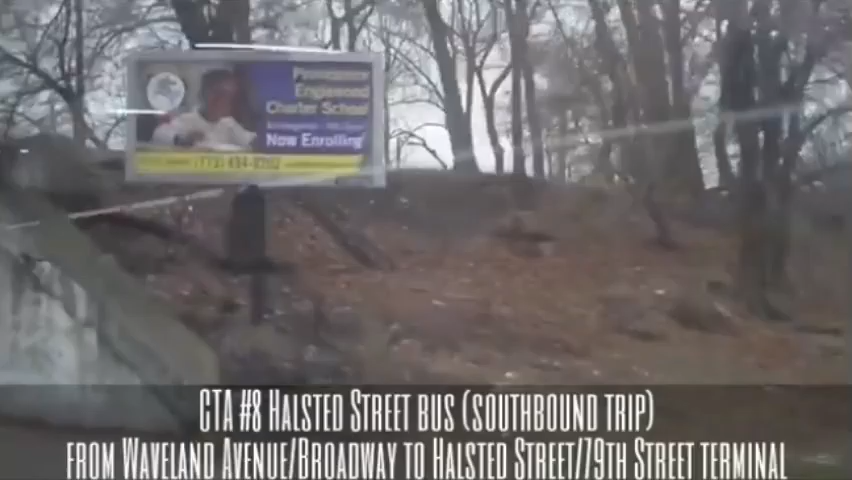 Providence
Englewood
Charter School
Now Enrolling
CTA #8 Halsted Street bus (southbound trip)
from Waveland Avenue/Broadway to Halsted Street/79th Street terminal